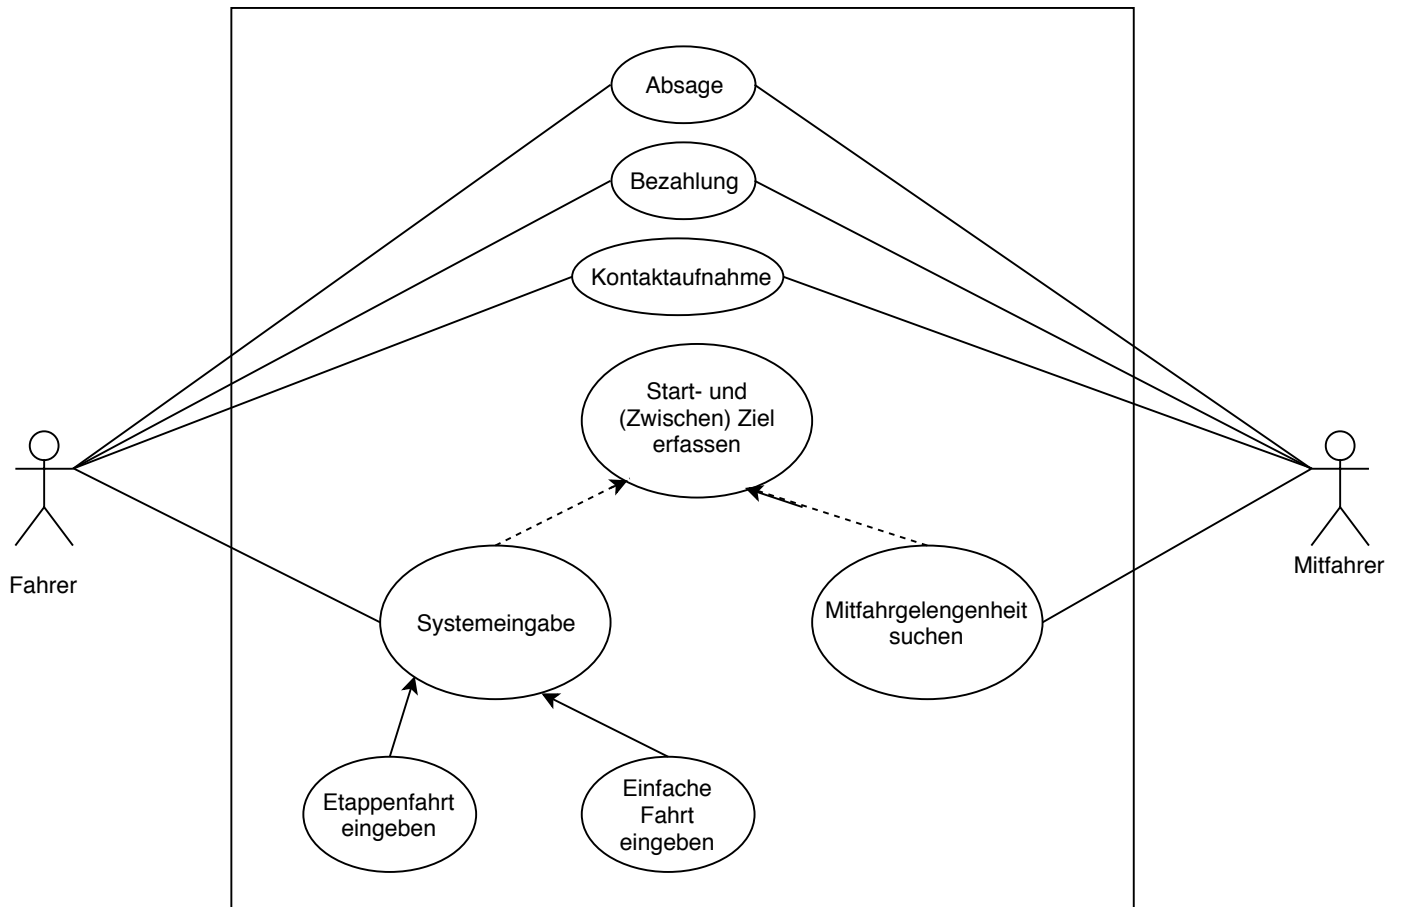 Absage
Bezahlung
Kontaktaufnahme
Start- und
(Zwischen) Ziel
erfassen
Fahrer
Mitfahrer
Systemeingabe
Mitfahrgelengenheit
suchen
Etappenfahrt
eingeben
Einfache
Fahrt
eingeben